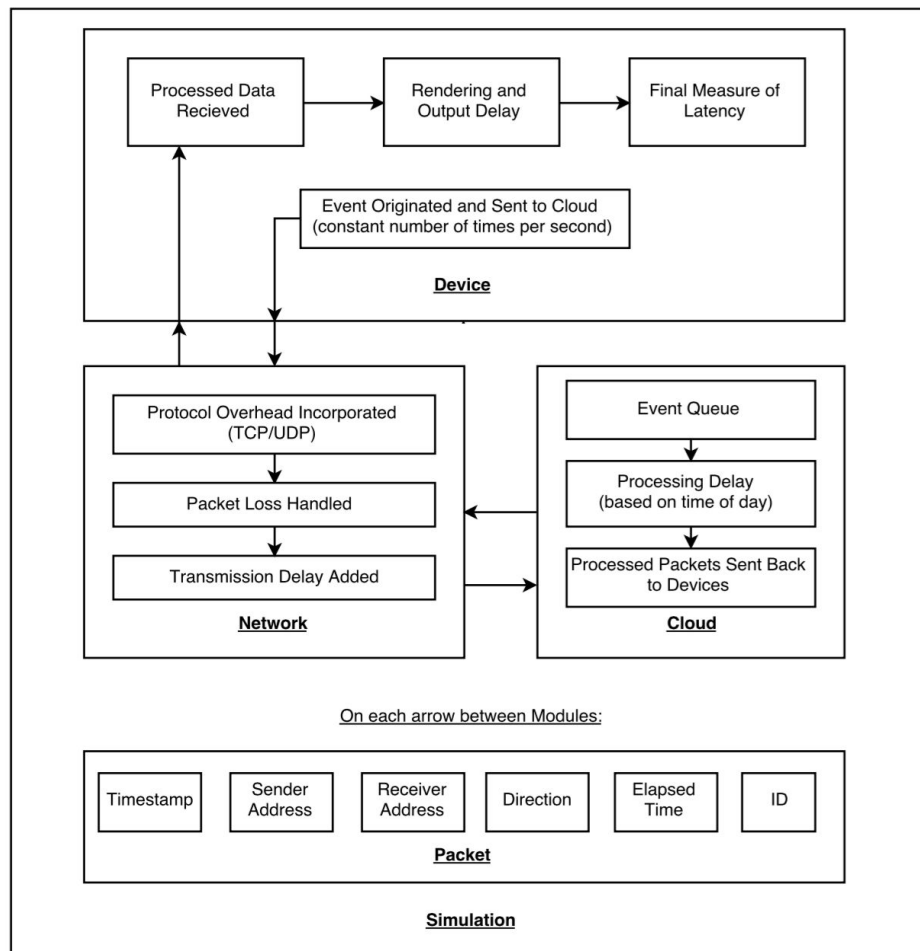 Processed Data
Recieved
Rendering and
Output Delay
Final Measure of
Latency
Event Originated and Sent to Cloud
(constant number of times per second)
Device
Protocol Overhead Incorporated
(TCP/UDP)
Packet Loss Handled
Transmission Delay Added
Network
Event Queue
Processing Delay
(based on time of day)
Processed Packets Sent Back
to Devices
Cloud
On each arrow between Modules:
Timestamp
Sender
Address
Receiver
Address
Direction
Elapsed
Time
ID
Packet
Simulation